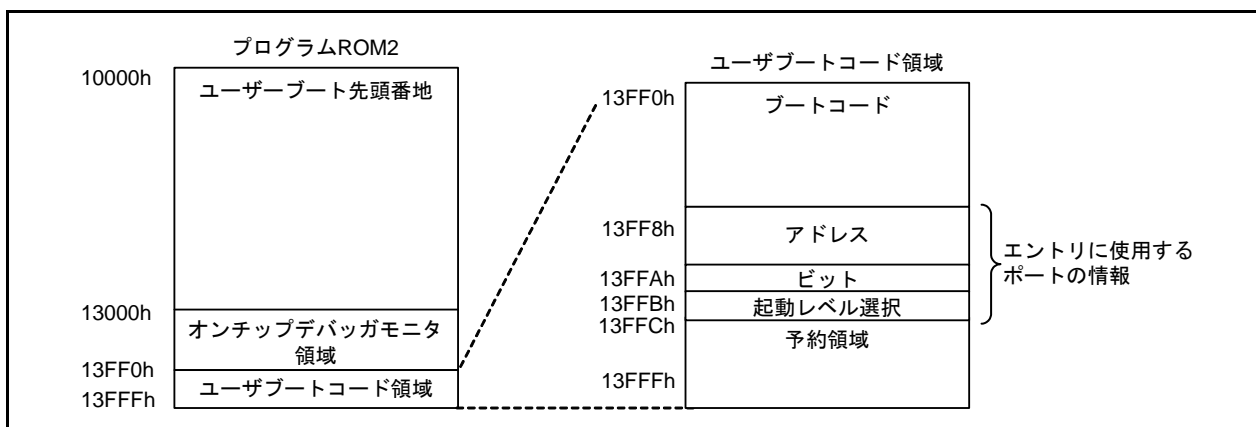 プログラムROM2
10000h
ユーザーブート先頭番地
13000h
オンチップデバッガモニタ
領域
13FF0h
ユーザブートコード領域
13FFFh
ユーザブートコード領域
13FF0h
ブートコード
13FF8h
アドレス
13FFAh
ビット
13FFBh
起動レベル選択
13FFCh
予約領域
13FFFh
エントリに使用する
ポートの情報